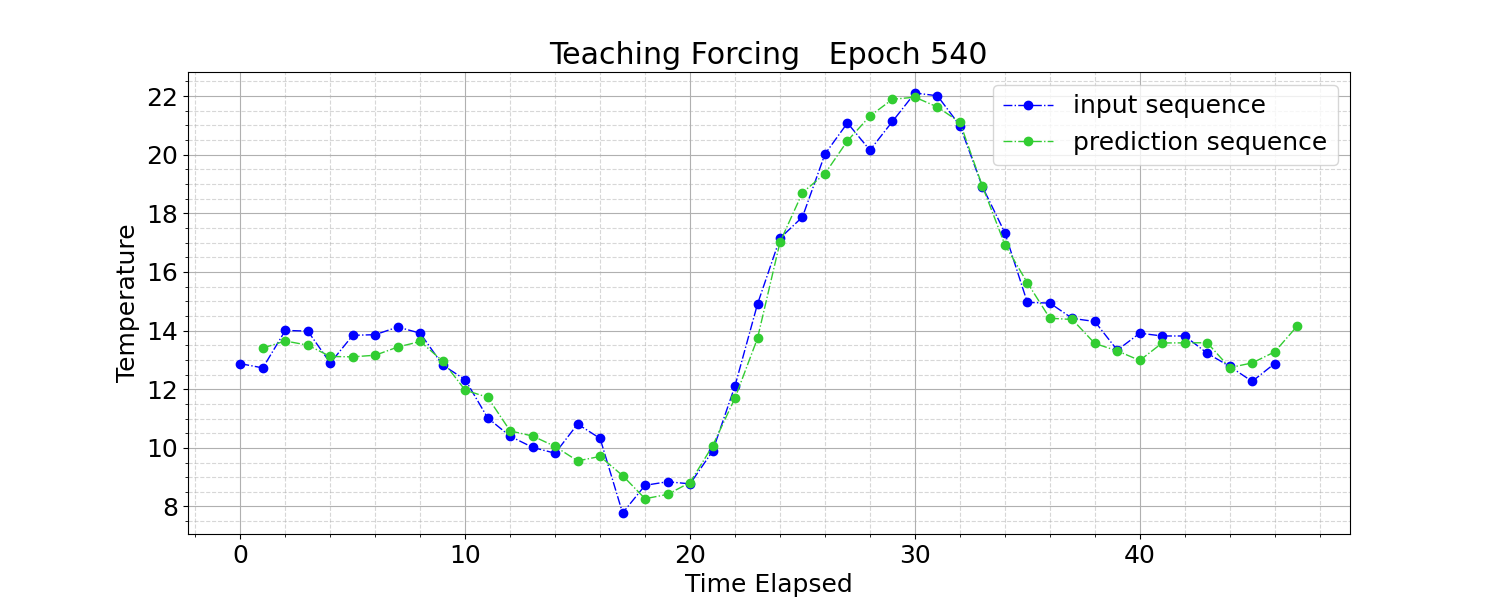 Teaching Forcing   Epoch 540
input sequence
prediction sequence
Temperature
22
20
18
16
14
12
10
8
0 10 20 30 40
Time Elapsed